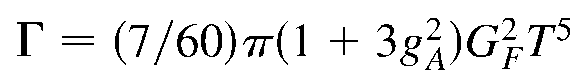 Γ = (7/60)π(1 + 3g_A^2)G_F^2T^5